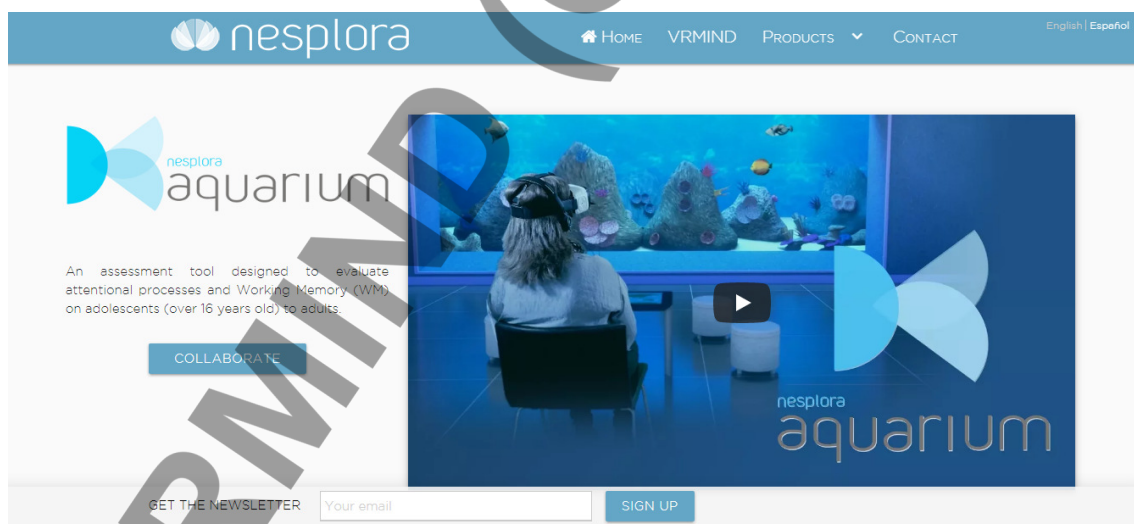 nesplora
HOME VRMIND PRODUCTS CONTACT
English | Español
nesplora
aquarium
An assessment tool designed to evaluate
attentional processes and Working Memory (WM)
on adolescents (over 16 years old) to adults.
COLLABORATE
nesplora
aquarium
GET THE NEWSLETTER Your email SIGN UP
RMIND (